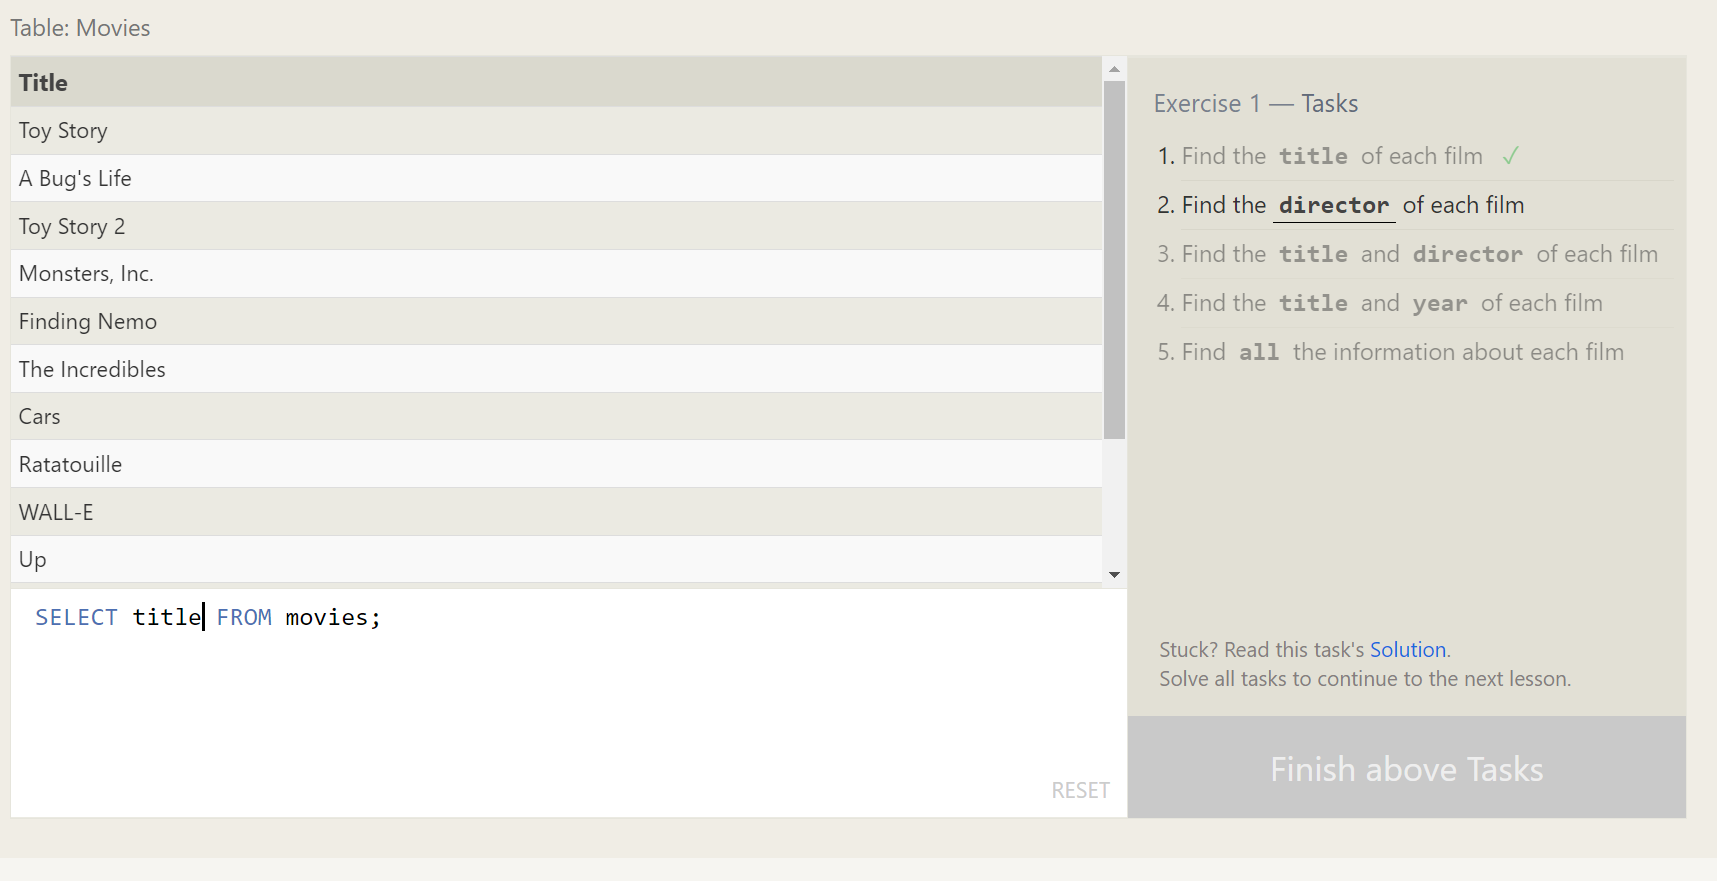 Table: Movies
Title
Toy Story
A Bug's Life
Toy Story 2
Monsters, Inc.
Finding Nemo
The Incredibles
Cars
Ratatouille
WALL-E
Up
SELECT title FROM movies;
RESET
Exercise 1 — Tasks
1. Find the title of each film ✓
2. Find the director of each film
3. Find the title and director of each film
4. Find the title and year of each film
5. Find all the information about each film
Stuck? Read this task's Solution.
Solve all tasks to continue to the next lesson.
Finish above Tasks